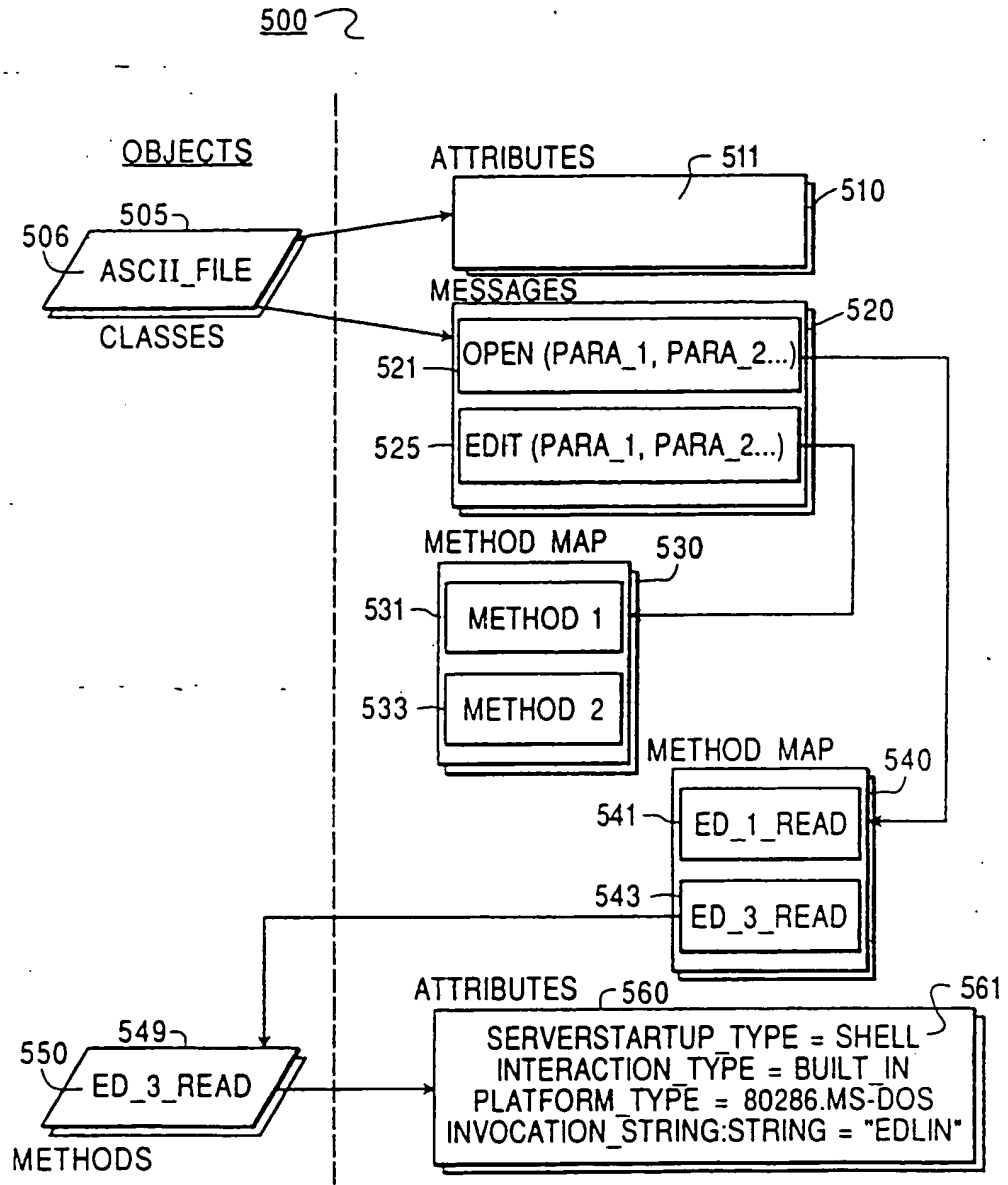 500
OBJECTS
ATTRIBUTES
511
510
505
506
ASCII_FILE
CLASSES
MESSAGES
520
OPEN (PARA_1, PARA_2...)
521
525
EDIT (PARA_1, PARA_2...)
METHOD MAP
530
531
METHOD 1
533
METHOD 2
METHOD MAP
540
541
ED_1_READ
543
ED_3_READ
ATTRIBUTES
560
561
549
550
ED_3_READ
METHODS
SERVERSTARTUP_TYPE = SHELL
INTERACTION_TYPE = BUILT_IN
PLATFORM_TYPE = 80286.MS-DOS
INVOCATION_STRING:STRING = "EDLIN"